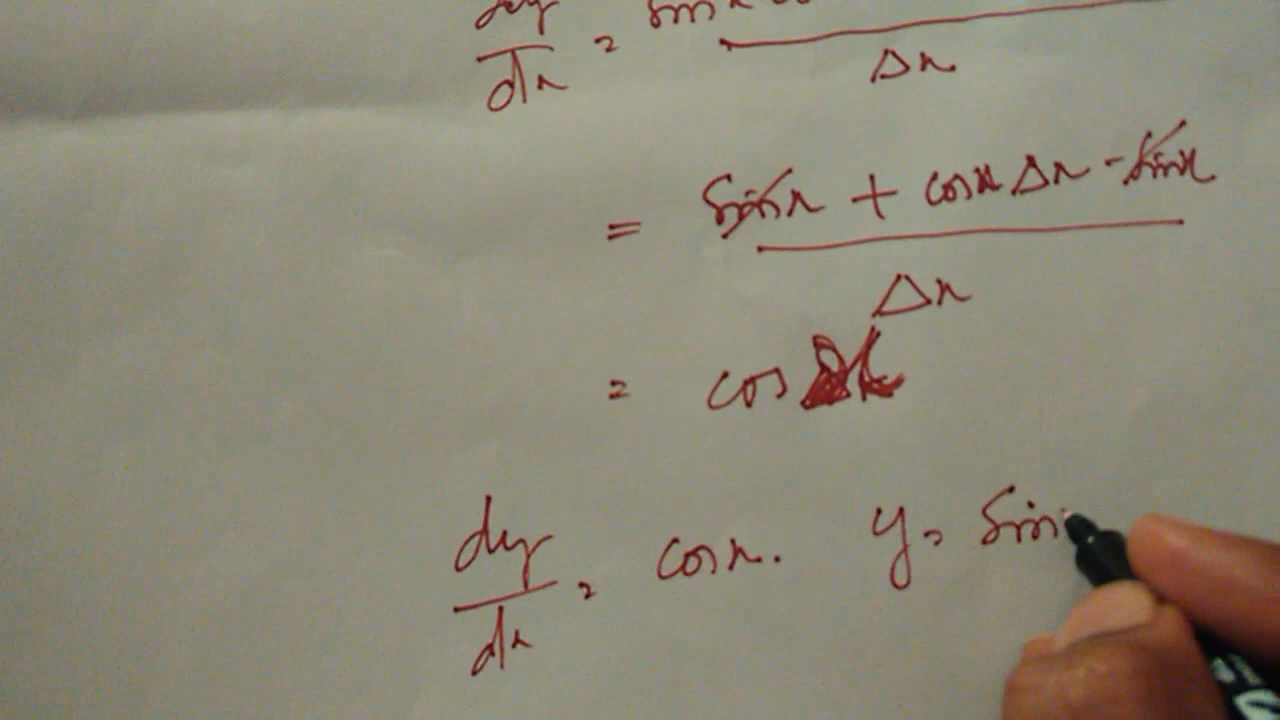 dy/dx = sin x
Δx
= sin x + cos x Δx - sin x
Δx
= cos
dy/dx = cos x. y = sin